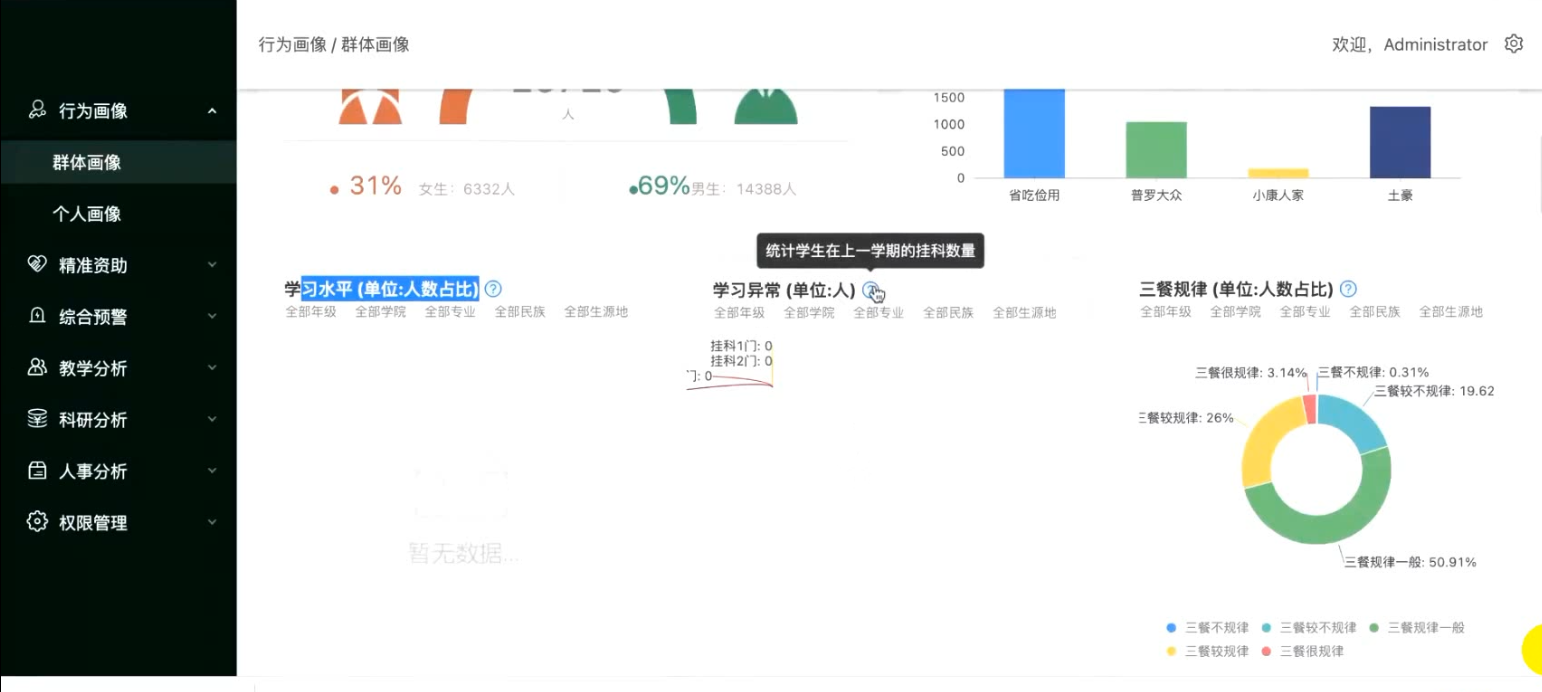 行为画像 / 群体画像
欢迎，Administrator
行为画像
群体画像
个人画像
精准资助
综合预警
教学分析
科研分析
人事分析
权限管理
人
31% 女生：6332人
69% 男生：14388人
1500
1000
500
0
省吃俭用 普罗大众 小康人家 土豪
统计学生在上一学期的挂科数量
学习水平 (单位:人数占比) ?
全部年级 全部学院 全部专业 全部民族 全部生源地
暂无数据...
学习异常 (单位:人)
全部年级 全部学院 全部专业 全部民族 全部生源地
挂科1门: 0
挂科2门: 0
门: 0
三餐规律 (单位:人数占比) ?
全部年级 全部学院 全部专业 全部民族 全部生源地
三餐很规律: 3.14% 三餐不规律: 0.31%
三餐较不规律: 19.62
三餐较规律: 26%
三餐规律一般: 50.91%
三餐不规律 三餐较不规律 三餐规律一般
三餐较规律 三餐很规律